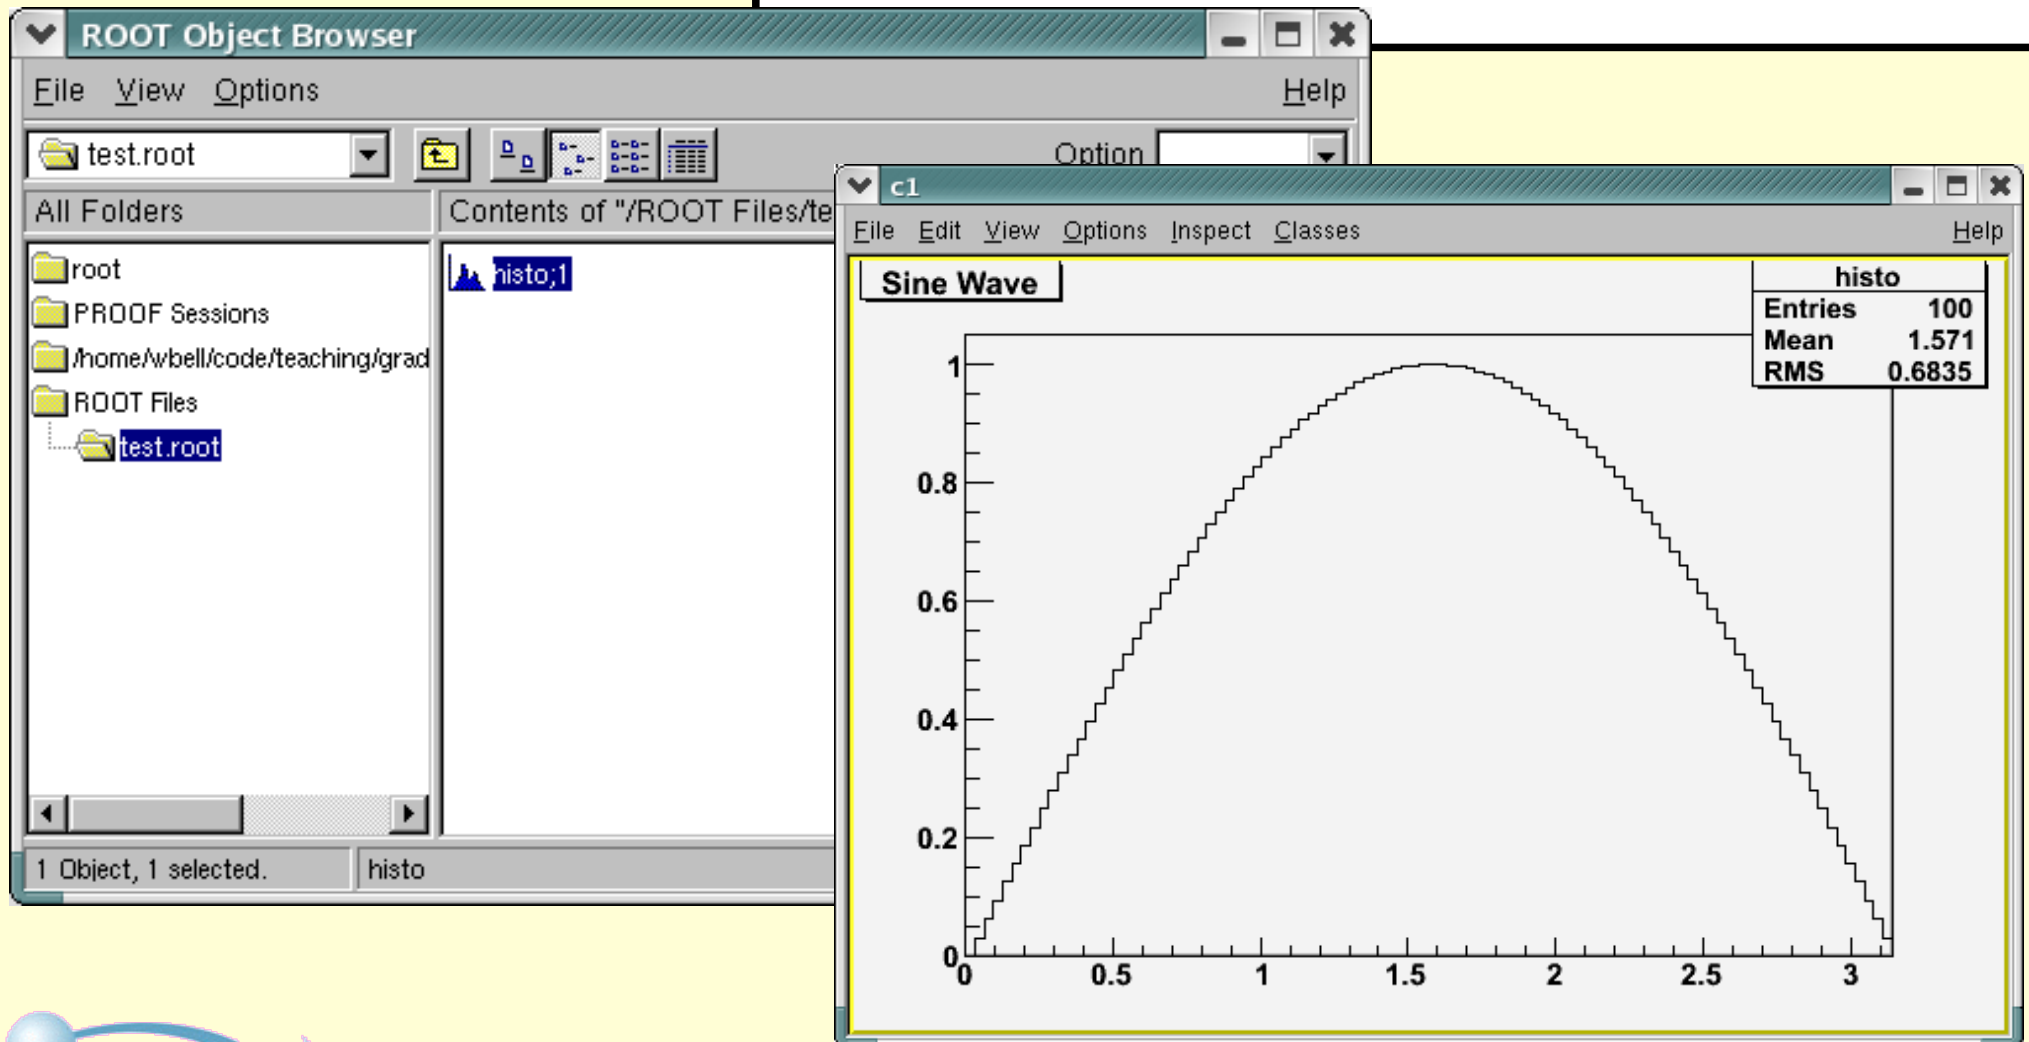 ROOT Object Browser
File View Options Help
test.root
Option
All Folders
Contents of "/ROOT Files/te
root
PROOF Sessions
/home/wbell/code/teaching/grad
ROOT Files
test.root
histo;1
1 Object, 1 selected.
histo
c1
File Edit View Options Inspect Classes Help
Sine Wave
histo
Entries 100
Mean 1.571
RMS 0.6835
1
0.8
0.6
0.4
0.2
0
0 0.5 1 1.5 2 2.5 3